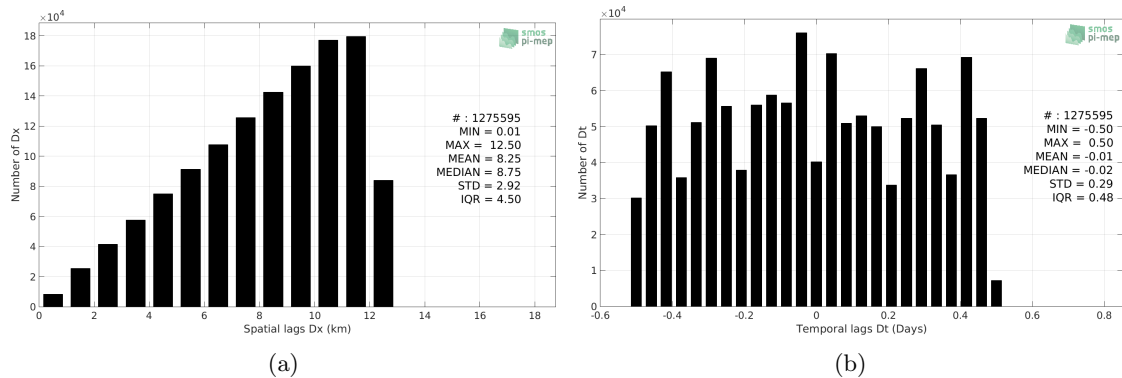 ×10⁴
18
16
14
12
10
8
6
4
2
0
Number of Dx
0 2 4 6 8 10 12 14 16 18
Spatial lags Dx (km)
smos
pi-mep
# : 1275595
MIN = 0.01
MAX = 12.50
MEAN = 8.25
MEDIAN = 8.75
STD = 2.92
IQR = 4.50
(a)
×10⁴
7
6
5
4
3
2
1
0
Number of Dt
-0.6 -0.4 -0.2 0 0.2 0.4 0.6 0.8
Temporal lags Dt (Days)
smos
pi-mep
# : 1275595
MIN = -0.50
MAX = 0.50
MEAN = -0.01
MEDIAN = -0.02
STD = 0.29
IQR = 0.48
(b)